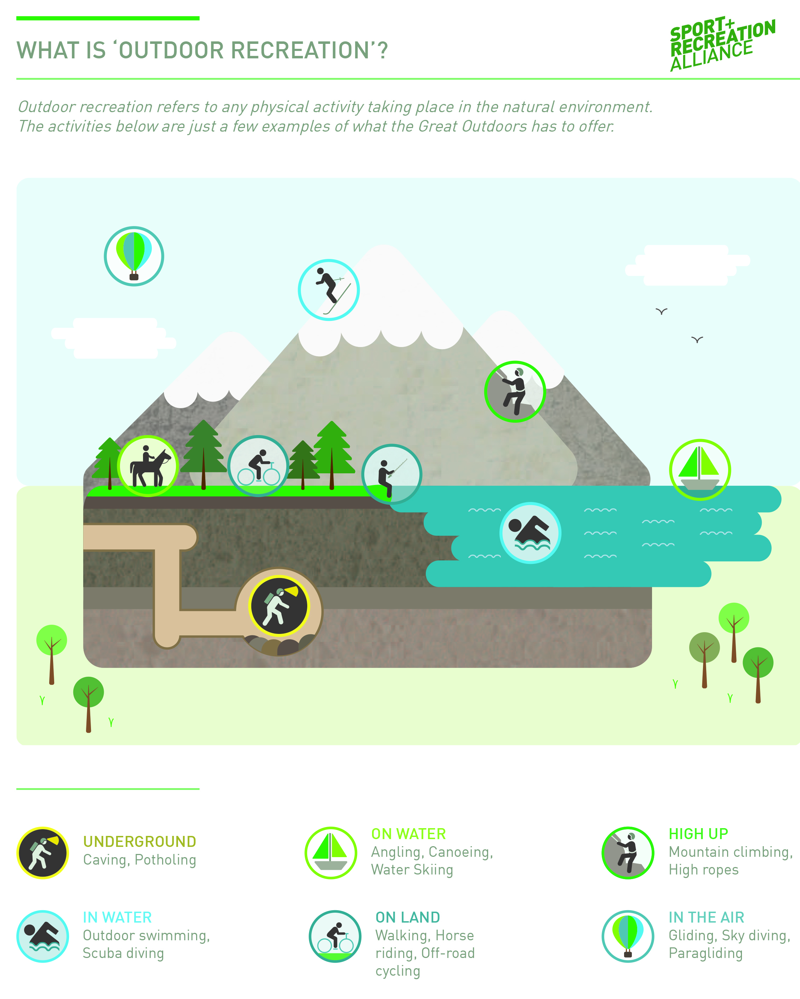 WHAT IS ‘OUTDOOR RECREATION’?
SPORT+
RECREATION
ALLIANCE
Outdoor recreation refers to any physical activity taking place in the natural environment.
The activities below are just a few examples of what the Great Outdoors has to offer.
UNDERGROUND
Caving, Potholing
ON WATER
Angling, Canoeing,
Water Skiing
HIGH UP
Mountain climbing,
High ropes
IN WATER
Outdoor swimming,
Scuba diving
ON LAND
Walking, Horse
riding, Off-road
cycling
IN THE AIR
Gliding, Sky diving,
Paragliding